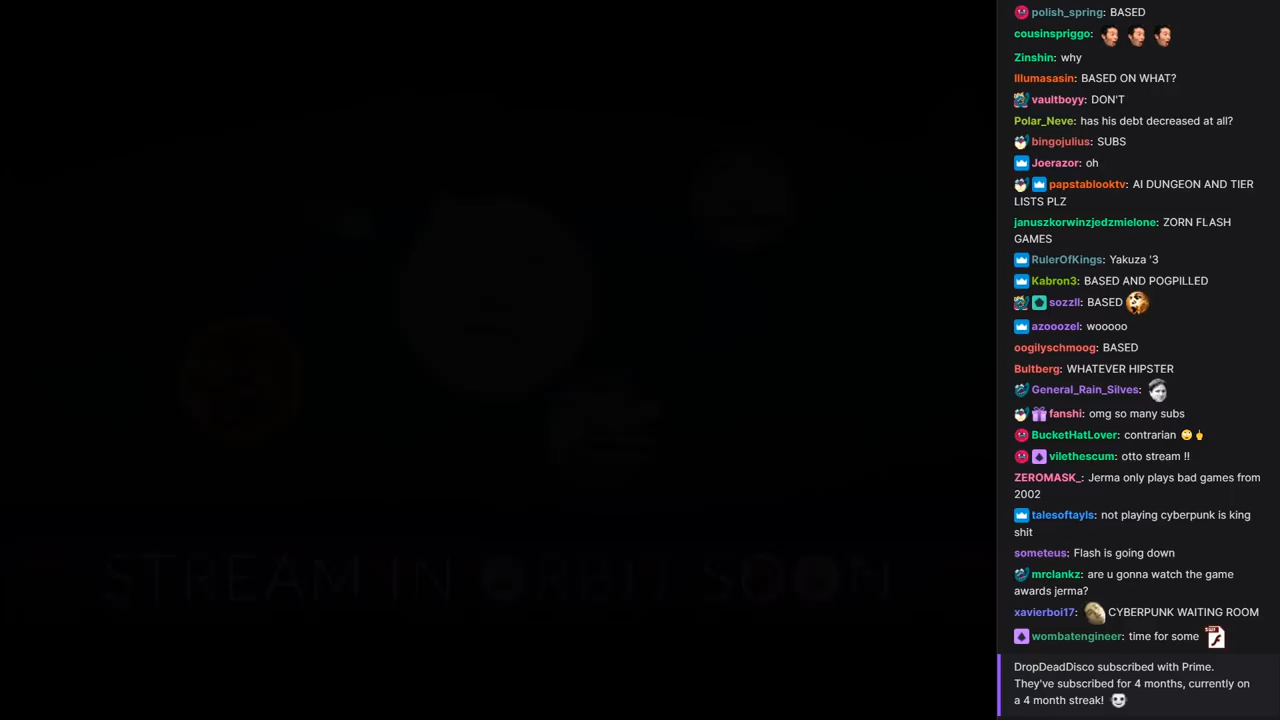 polish_spring: BASED
cousinspriggo:
Zinshin: why
Illumasasin: BASED ON WHAT?
vaultboyy: DON'T
Polar_Neve: has his debt decreased at all?
bingojulius: SUBS
Joerazor: oh
papstablooktv: AI DUNGEON AND TIER
LISTS PLZ
januszkorwinzjedzmielone: ZORN FLASH
GAMES
RulerOfKings: Yakuza '3
Kabron3: BASED AND POGPILLED
sozzll: BASED
azooozel: wooooo
oogilyschmoog: BASED
Bultberg: WHATEVER HIPSTER
General_Rain_Silves:
fanshi: omg so many subs
BucketHatLover: contrarian 🙄🖕
vilethescum: otto stream !!
ZEROMASK_: Jerma only plays bad games from
2002
talesoftayls: not playing cyberpunk is king
shit
someteus: Flash is going down
mrclankz: are u gonna watch the game
awards jerma?
xavierboi17: CYBERPUNK WAITING ROOM
wombatengineer: time for some
DropDeadDisco subscribed with Prime.
They've subscribed for 4 months, currently on
a 4 month streak!
STREAM IN ORBIT SOON